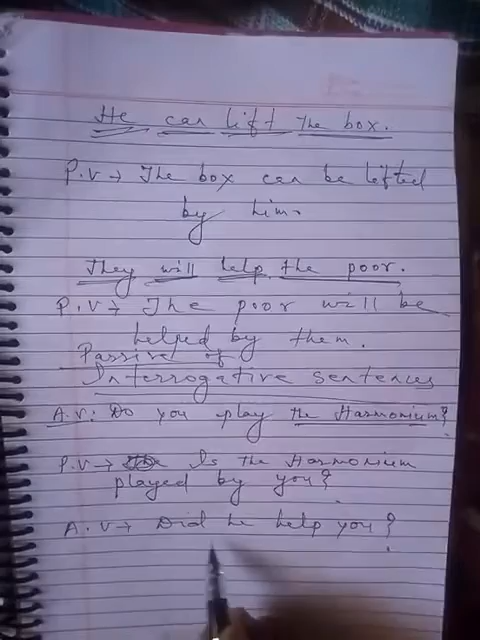 He can lift the box.
P.V → The box can be lifted
by him.
They will help the poor.
P.V → The poor will be
helped by them.
Passive of
Interrogative sentences
A.V: Do you play the Harmonium?
P.V → Is the Harmonium
played by you?
A.V → Did he help you?